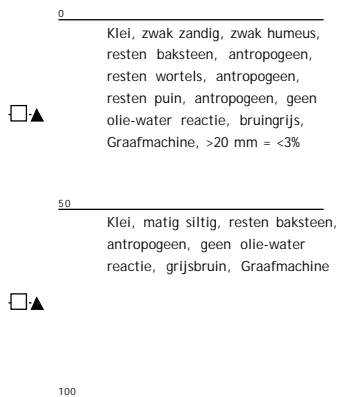 0
Klei, zwak zandig, zwak humeus,
resten baksteen, antropogeen,
resten wortels, antropogeen,
resten puin, antropogeen, geen
olie-water reactie, bruingrijs,
Graafmachine, >20 mm = <3%
50
Klei, matig siltig, resten baksteen,
antropogeen, geen olie-water
reactie, grijsbruin, Graafmachine
100